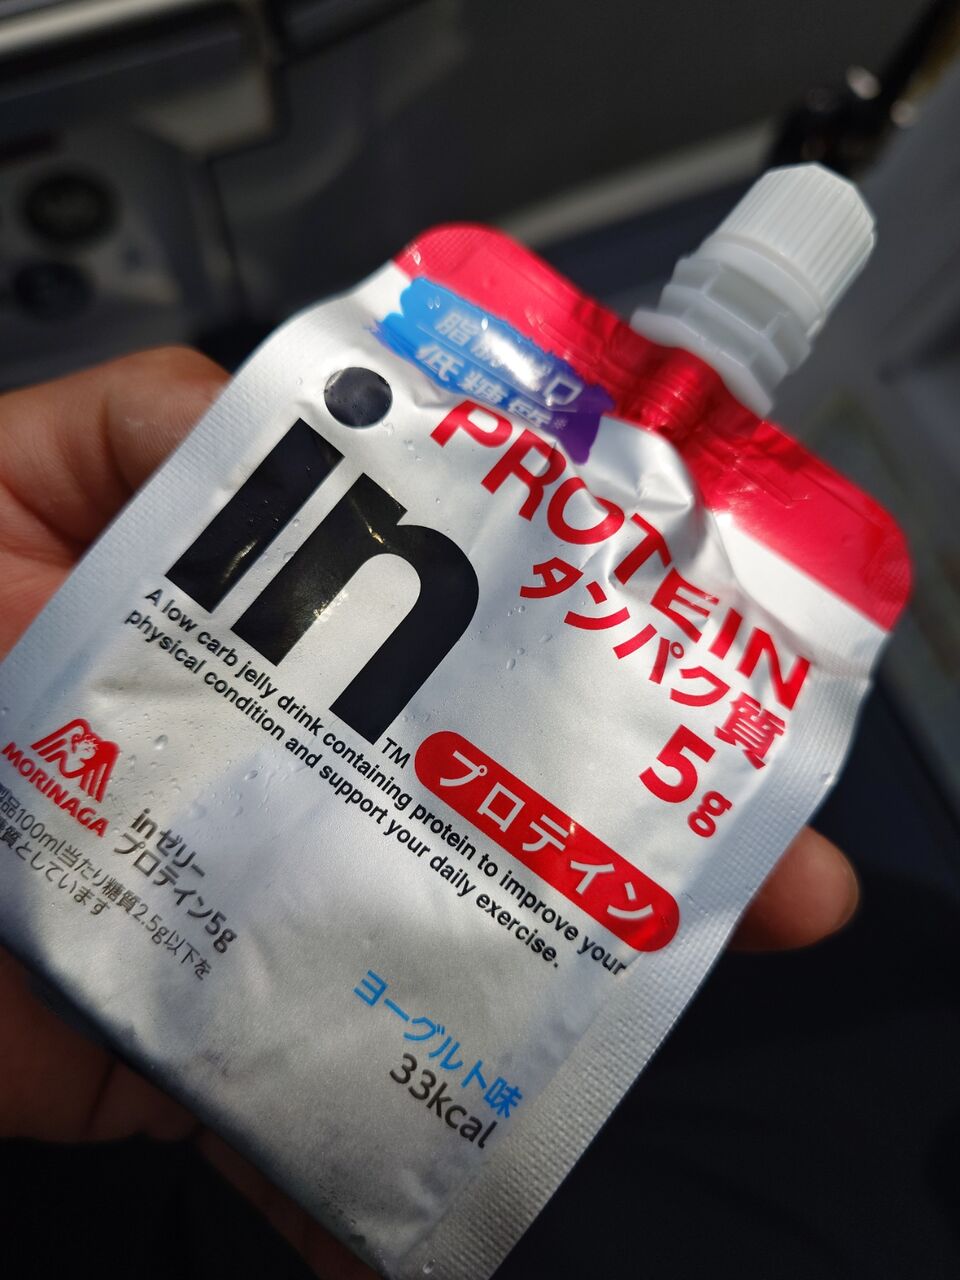 脂肪ゼロ
低糖質※
in
TM
PROTEIN
タンパク質
5g
プロテイン
A low carb jelly drink containing protein to improve your
physical condition and support your daily exercise.
MORINAGA
inゼリー
プロテイン5g
製品100ml当たり糖質2.5g以下を
糖質としています
ヨーグルト味
33kcal